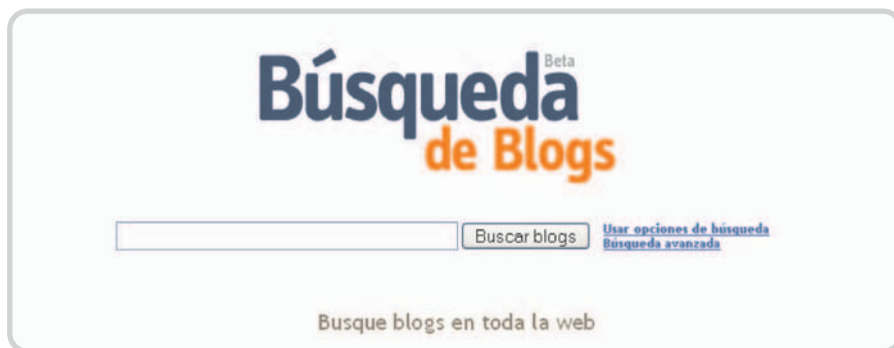 Búsqueda
Beta
de Blogs
Buscar blogs
Usar opciones de búsqueda
Búsqueda avanzada
Busque blogs en toda la web